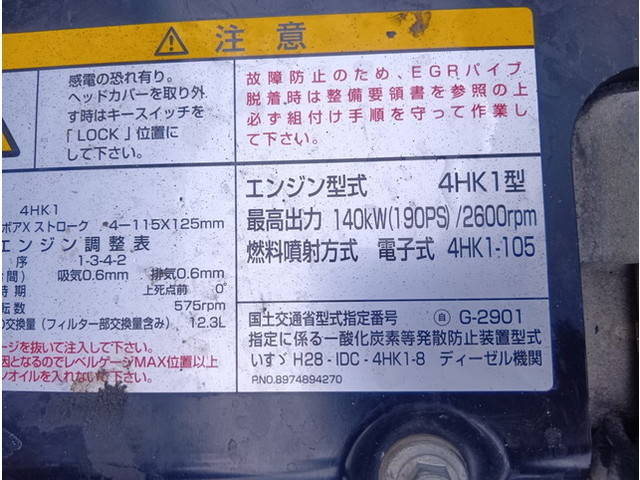 注意
感電の恐れ有り。
ヘッドカバーを取り外
す時はキースイッチを
「LOCK」位置に
して下さい。
故障防止のため、EGRパイプ
脱着時は整備要領書を参照の上
必ず組付け手順を守って作業し
て下さい。
4HK1
ボアXストローク 4-115X125mm
エンジン調整表
序 1-3-4-2
間) 吸気0.6mm 排気0.6mm
時期 上死点前 0°
転数 575rpm
の交換量(フィルター部交換量含み) 12.3L
ージを抜いて注入して下さい。
因となるのでレベルゲージMAX位置以上
ンオイルを入れないで下さい。
エンジン型式 4HK1型
最高出力 140kW(190PS)/2600rpm
燃料噴射方式 電子式 4HK1-105
国土交通省型式指定番号 自 G-2901
指定に係る一酸化炭素等発散防止装置型式
いすゞ H28-IDC-4HK1-8 ディーゼル機関
P.NO.8974894270